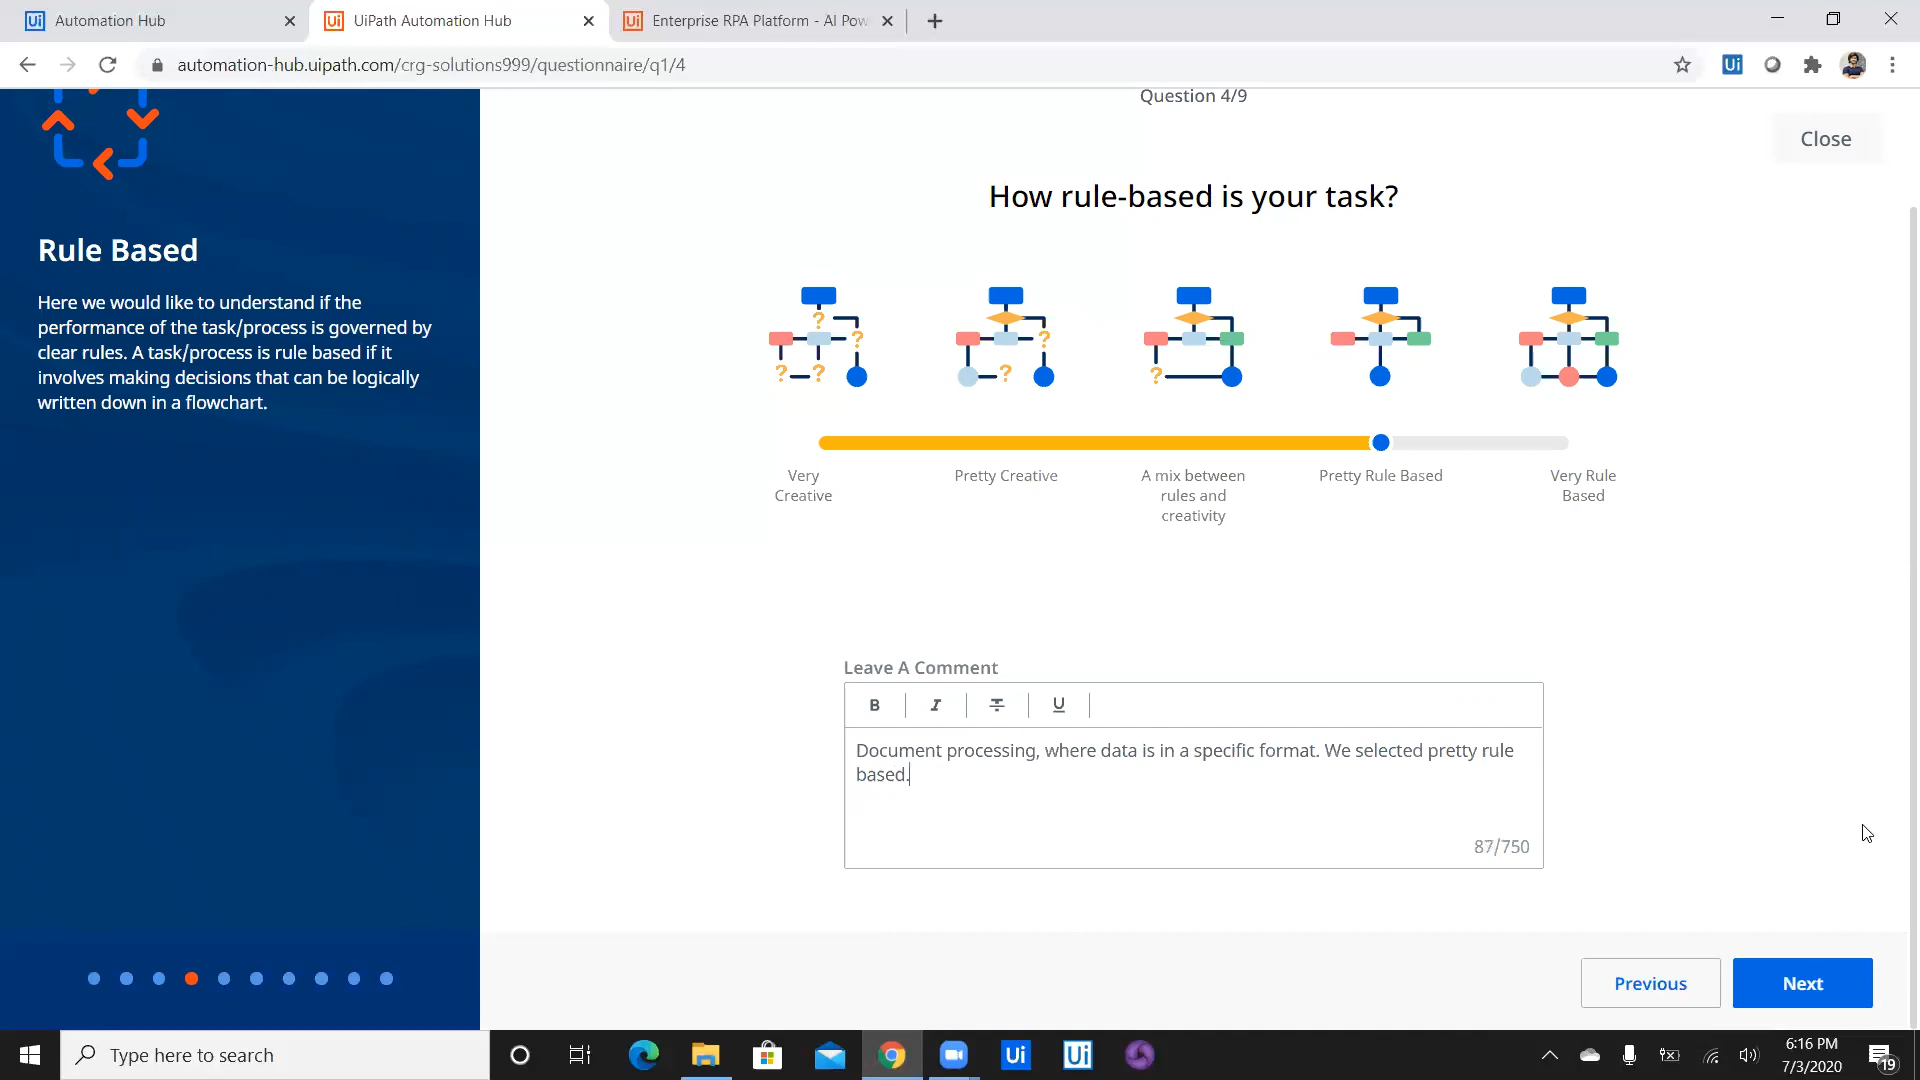 Automation Hub
UiPath Automation Hub
Enterprise RPA Platform - AI Pow
automation-hub.uipath.com/crg-solutions999/questionnaire/q1/4
Ui
Question 4/9
Close
How rule-based is your task?
Rule Based
Here we would like to understand if the
performance of the task/process is governed by
clear rules. A task/process is rule based if it
involves making decisions that can be logically
written down in a flowchart.
Very
Creative
Pretty Creative
A mix between
rules and
creativity
Pretty Rule Based
Very Rule
Based
Leave A Comment
B I T U
Document processing, where data is in a specific format. We selected pretty rule
based.
87/750
Previous
Next
Type here to search
Ui
Ui
6:16 PM
7/3/2020
19